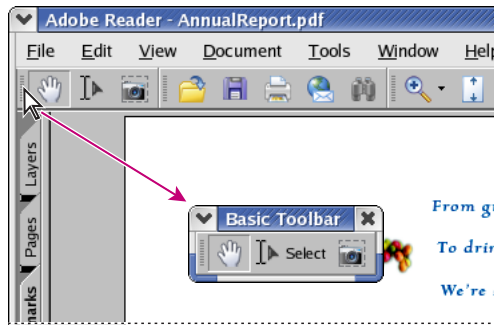 Adobe Reader - AnnualReport.pdf
File Edit View Document Tools Window Help
Layers
Pages
Basic Toolbar
Select
From
To
We're